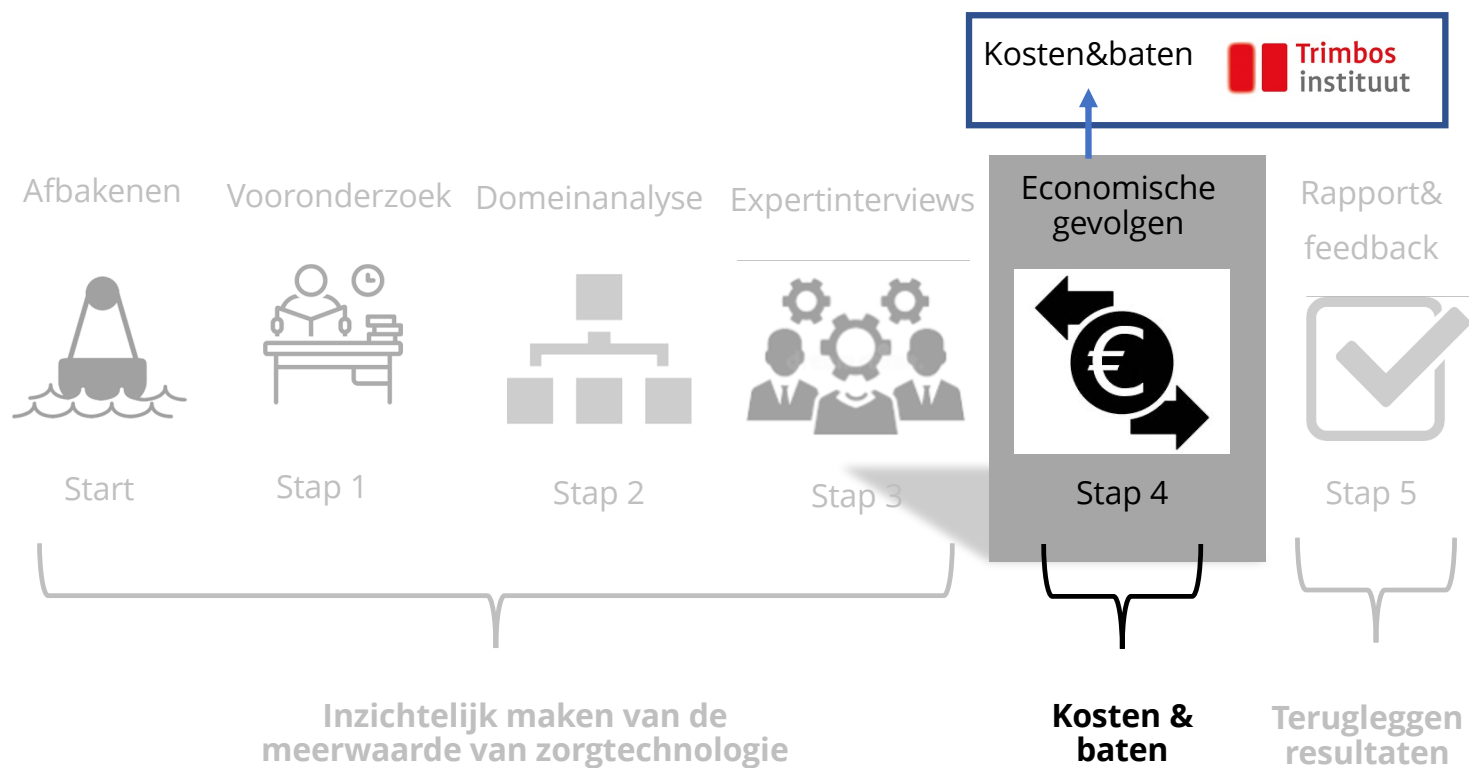 Kosten&baten
Trimbos
instituut
Afbakenen
Vooronderzoek
Domeinanalyse
Expertinterviews
Economische
gevolgen
Rapport&
feedback
€
Start
Stap 1
Stap 2
Stap 3
Stap 4
Stap 5
Inzichtelijk maken van de
meerwaarde van zorgtechnologie
Kosten &
baten
Terugleggen
resultaten